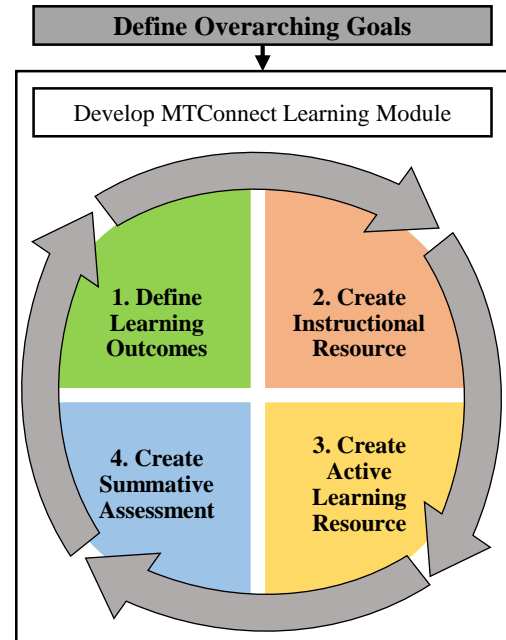 Define Overarching Goals
Develop MTConnect Learning Module
1. Define
Learning
Outcomes
2. Create
Instructional
Resource
3. Create
Active
Learning
Resource
4. Create
Summative
Assessment